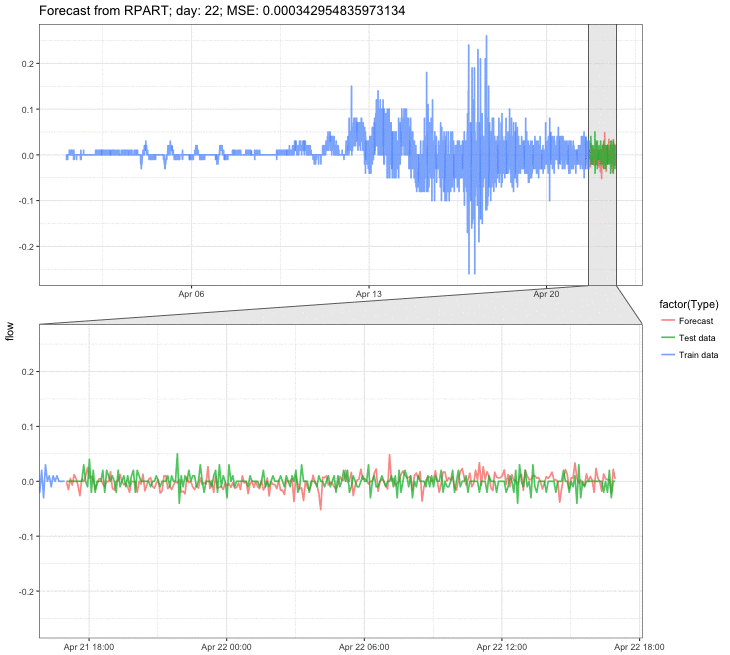 Forecast from RPART; day: 22; MSE: 0.000342954835973134
0.2
0.1
0.0
-0.1
-0.2
Apr 06 Apr 13 Apr 20
flow
factor(Type)
Forecast
Test data
Train data
0.2
0.1
0.0
-0.1
-0.2
Apr 21 18:00 Apr 22 00:00 Apr 22 06:00 Apr 22 12:00 Apr 22 18:00